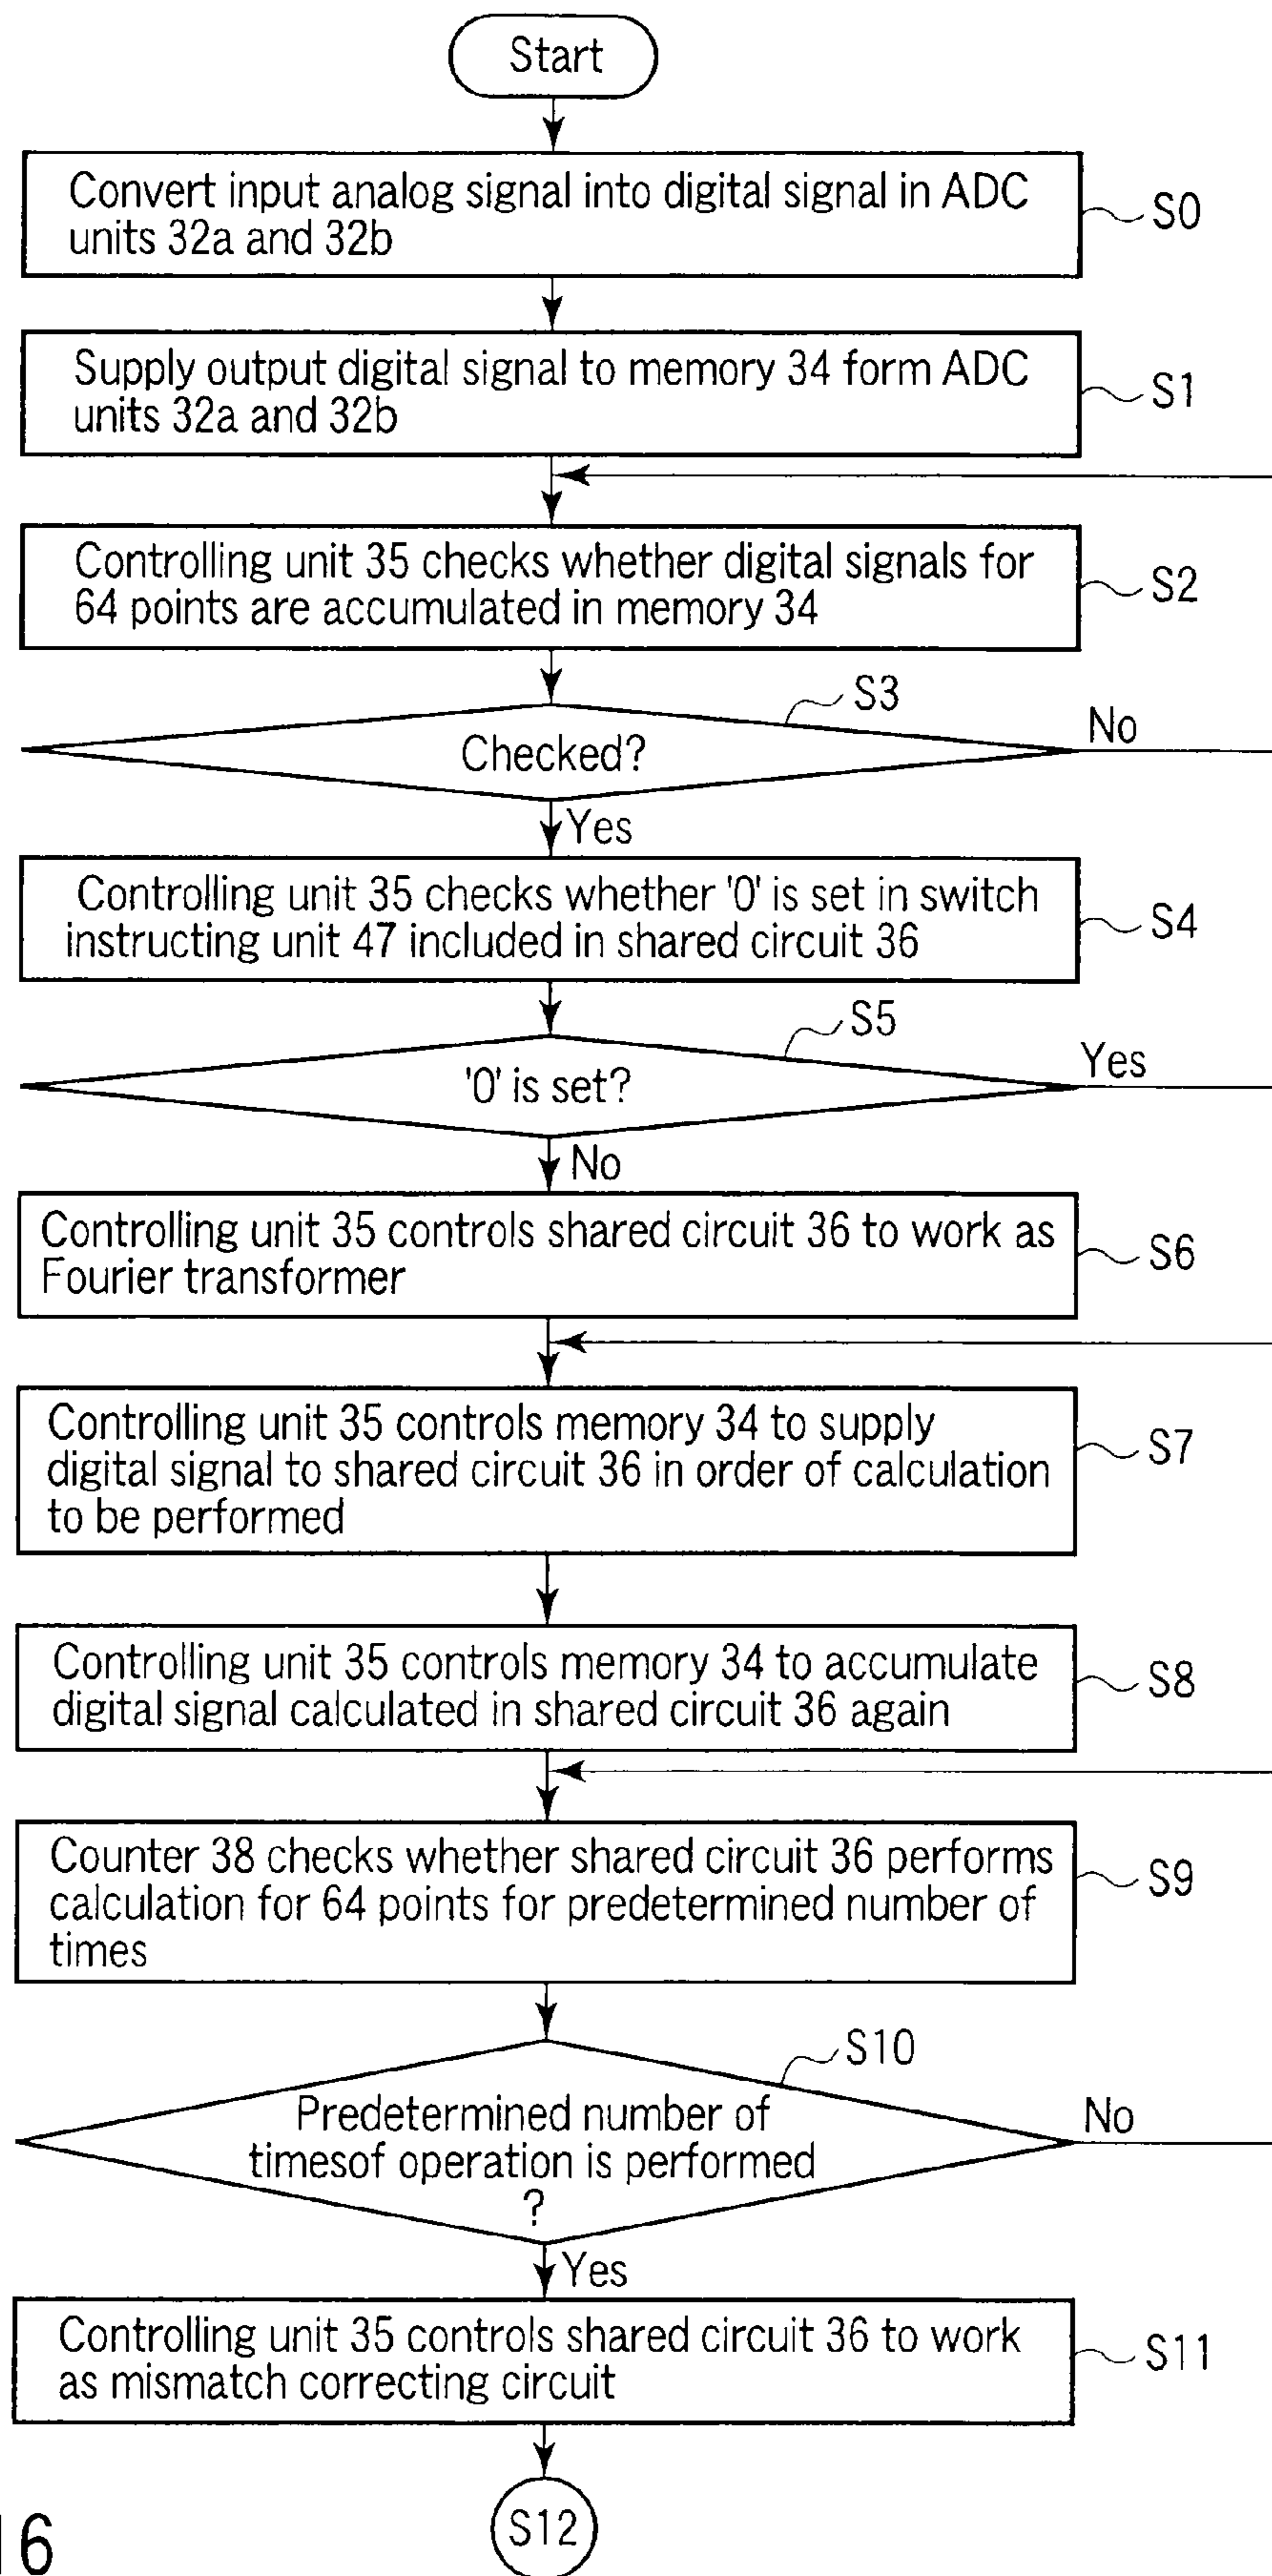 Start
Convert input analog signal into digital signal in ADC
units 32a and 32b
S0
Supply output digital signal to memory 34 form ADC
units 32a and 32b
S1
Controlling unit 35 checks whether digital signals for
64 points are accumulated in memory 34
S2
S3
Checked?
No
Yes
Controlling unit 35 checks whether '0' is set in switch
instructing unit 47 included in shared circuit 36
S4
S5
'0' is set?
Yes
No
Controlling unit 35 controls shared circuit 36 to work as
Fourier transformer
S6
Controlling unit 35 controls memory 34 to supply
digital signal to shared circuit 36 in order of calculation
to be performed
S7
Controlling unit 35 controls memory 34 to accumulate
digital signal calculated in shared circuit 36 again
S8
Counter 38 checks whether shared circuit 36 performs
calculation for 64 points for predetermined number of
times
S9
S10
Predetermined number of
timesof operation is performed
?
No
Yes
Controlling unit 35 controls shared circuit 36 to work
as mismatch correcting circuit
S11
S12
16